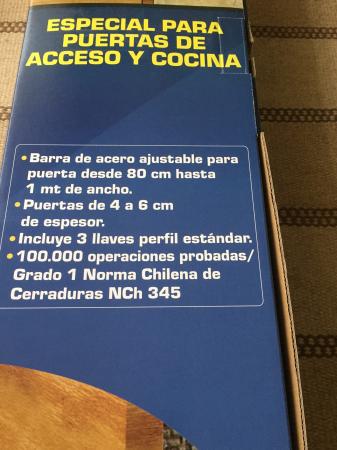 ESPECIAL PARA
PUERTAS DE
ACCESO Y COCINA
• Barra de acero ajustable para
puerta desde 80 cm hasta
1 mt de ancho.
• Puertas de 4 a 6 cm
de espesor.
• Incluye 3 llaves perfil estándar.
• 100.000 operaciones probadas/
Grado 1 Norma Chilena de
Cerraduras NCh 345